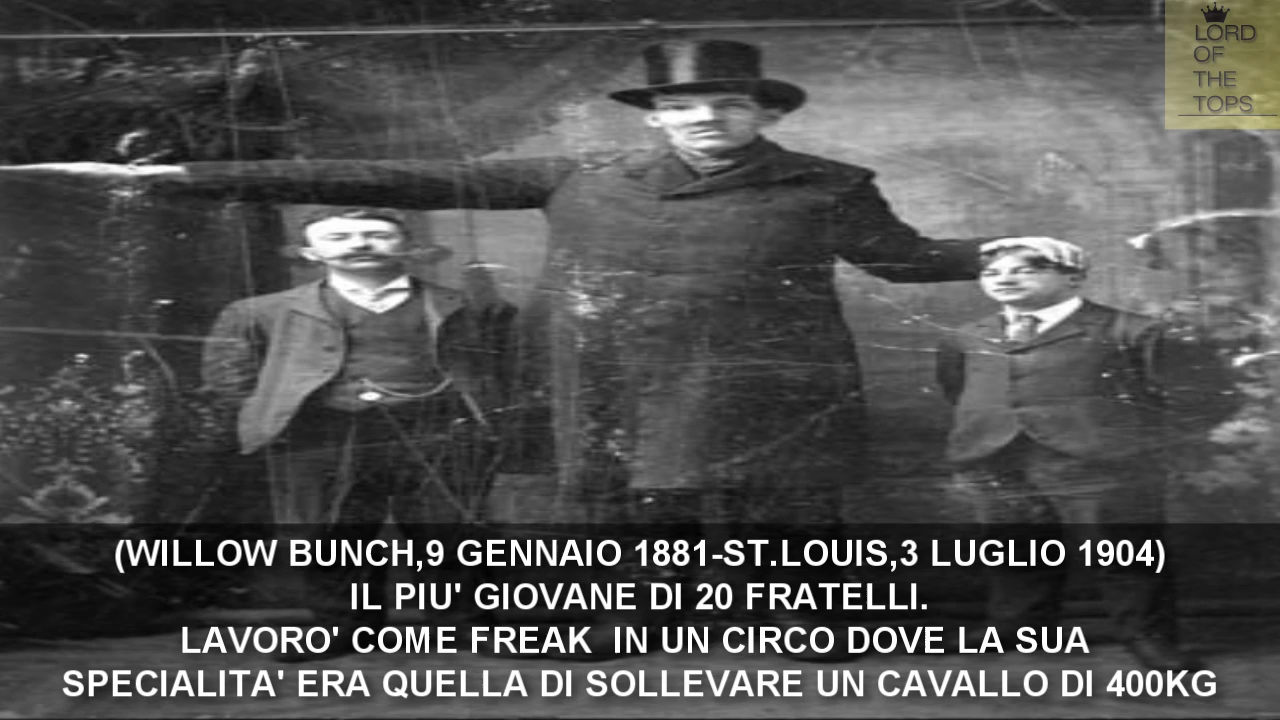 LORD
OF
THE
TOPS
(WILLOW BUNCH,9 GENNAIO 1881-ST.LOUIS,3 LUGLIO 1904)
IL PIU' GIOVANE DI 20 FRATELLI.
LAVORO' COME FREAK  IN UN CIRCO DOVE LA SUA
SPECIALITA' ERA QUELLA DI SOLLEVARE UN CAVALLO DI 400KG